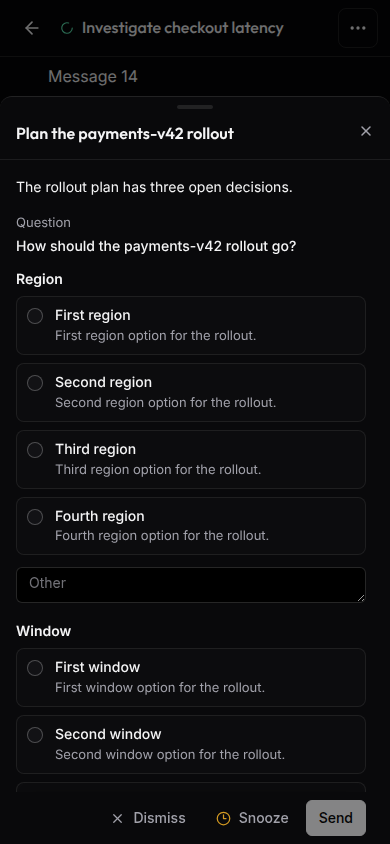 Investigate checkout latency
Message 14
Plan the payments-v42 rollout
The rollout plan has three open decisions.
Question
How should the payments-v42 rollout go?
Region
First region
First region option for the rollout.
Second region
Second region option for the rollout.
Third region
Third region option for the rollout.
Fourth region
Fourth region option for the rollout.
Other
Window
First window
First window option for the rollout.
Second window
Second window option for the rollout.
Dismiss
Snooze
Send